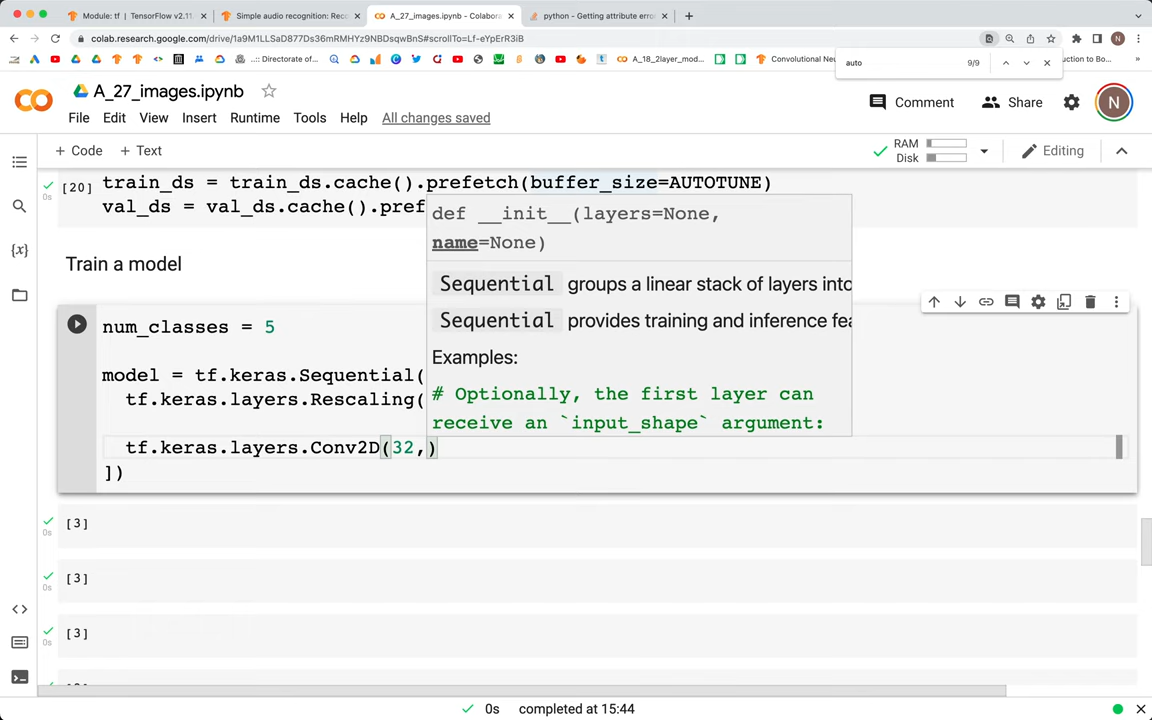 Module: tf | TensorFlow v2.11.
Simple audio recognition: Rec
A_27_images.ipynb - Colabora
python - Getting attribute erro
colab.research.google.com/drive/1a9M1LLSaD877Ds36mRMHYz9NBDsqwBnS#scrollTo=Lf-eYpErR3iB
..:: Directorate of...
A_18_2layer_mod...
Convolutional Neu
ction to Bo...
auto
9/9
A_27_images.ipynb
Comment
Share
N
File Edit View Insert Runtime Tools Help All changes saved
+ Code + Text
RAM
Disk
Editing
[20] train_ds = train_ds.cache().prefetch(buffer_size=AUTOTUNE)
0s
val_ds = val_ds.cache().pref
def __init__(layers=None,
name=None)
Train a model
Sequential groups a linear stack of layers into
Sequential provides training and inference fea
Examples:
# Optionally, the first layer can
receive an `input_shape` argument:
num_classes = 5
model = tf.keras.Sequential(
tf.keras.layers.Rescaling(
tf.keras.layers.Conv2D(32,)
])
[3]
0s
[3]
0s
[3]
0s
0s completed at 15:44